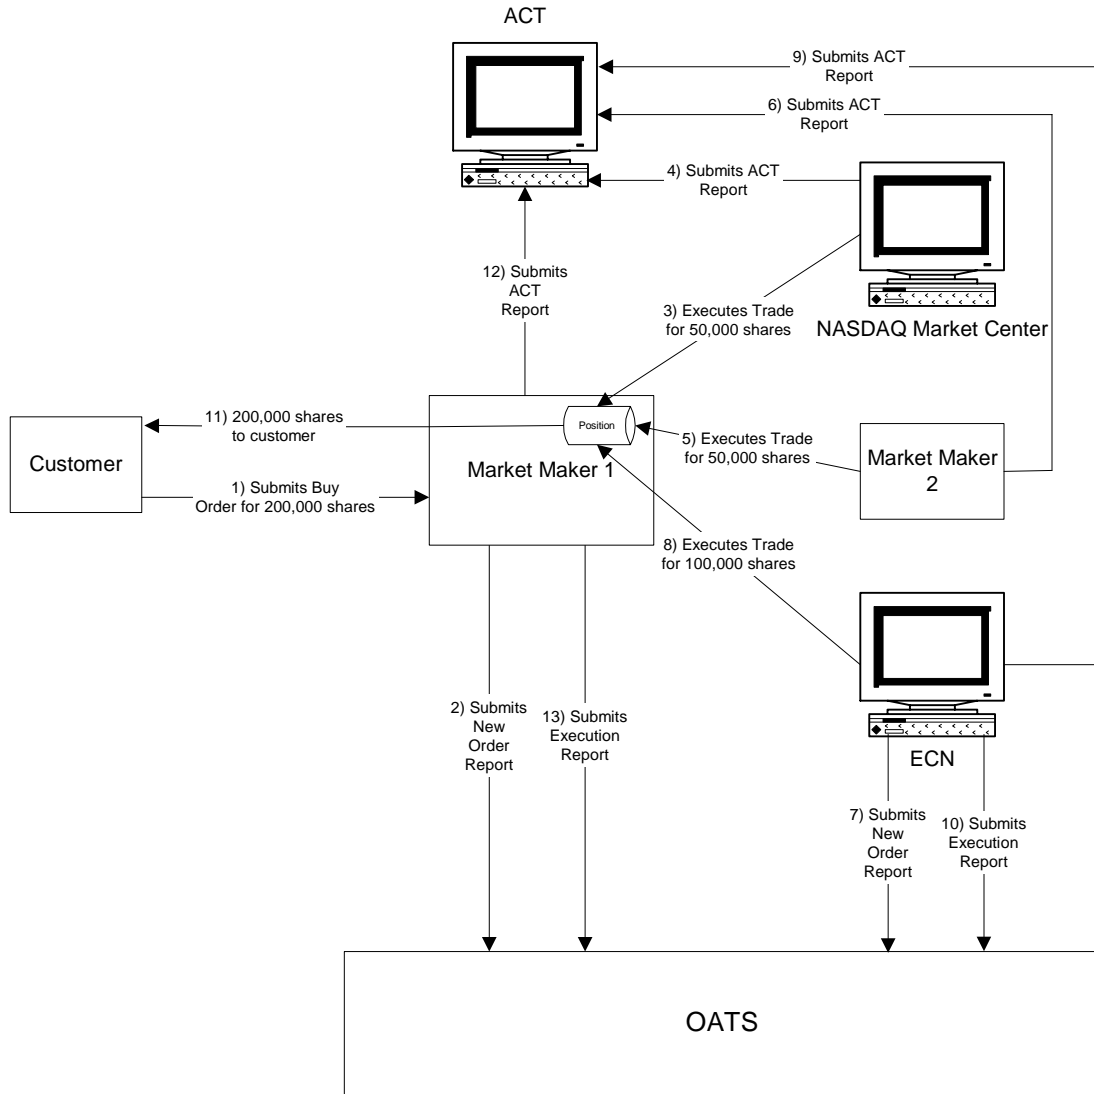 ACT
9) Submits ACT
Report
6) Submits ACT
Report
4) Submits ACT
Report
12) Submits
ACT
Report
3) Executes Trade
for 50,000 shares
NASDAQ Market Center
11) 200,000 shares
to customer
Position
5) Executes Trade
for 50,000 shares
Customer
Market Maker 1
Market Maker
2
1) Submits Buy
Order for 200,000 shares
8) Executes Trade
for 100,000 shares
2) Submits
New
Order
Report
13) Submits
Execution
Report
ECN
7) Submits
New
Order
Report
10) Submits
Execution
Report
OATS